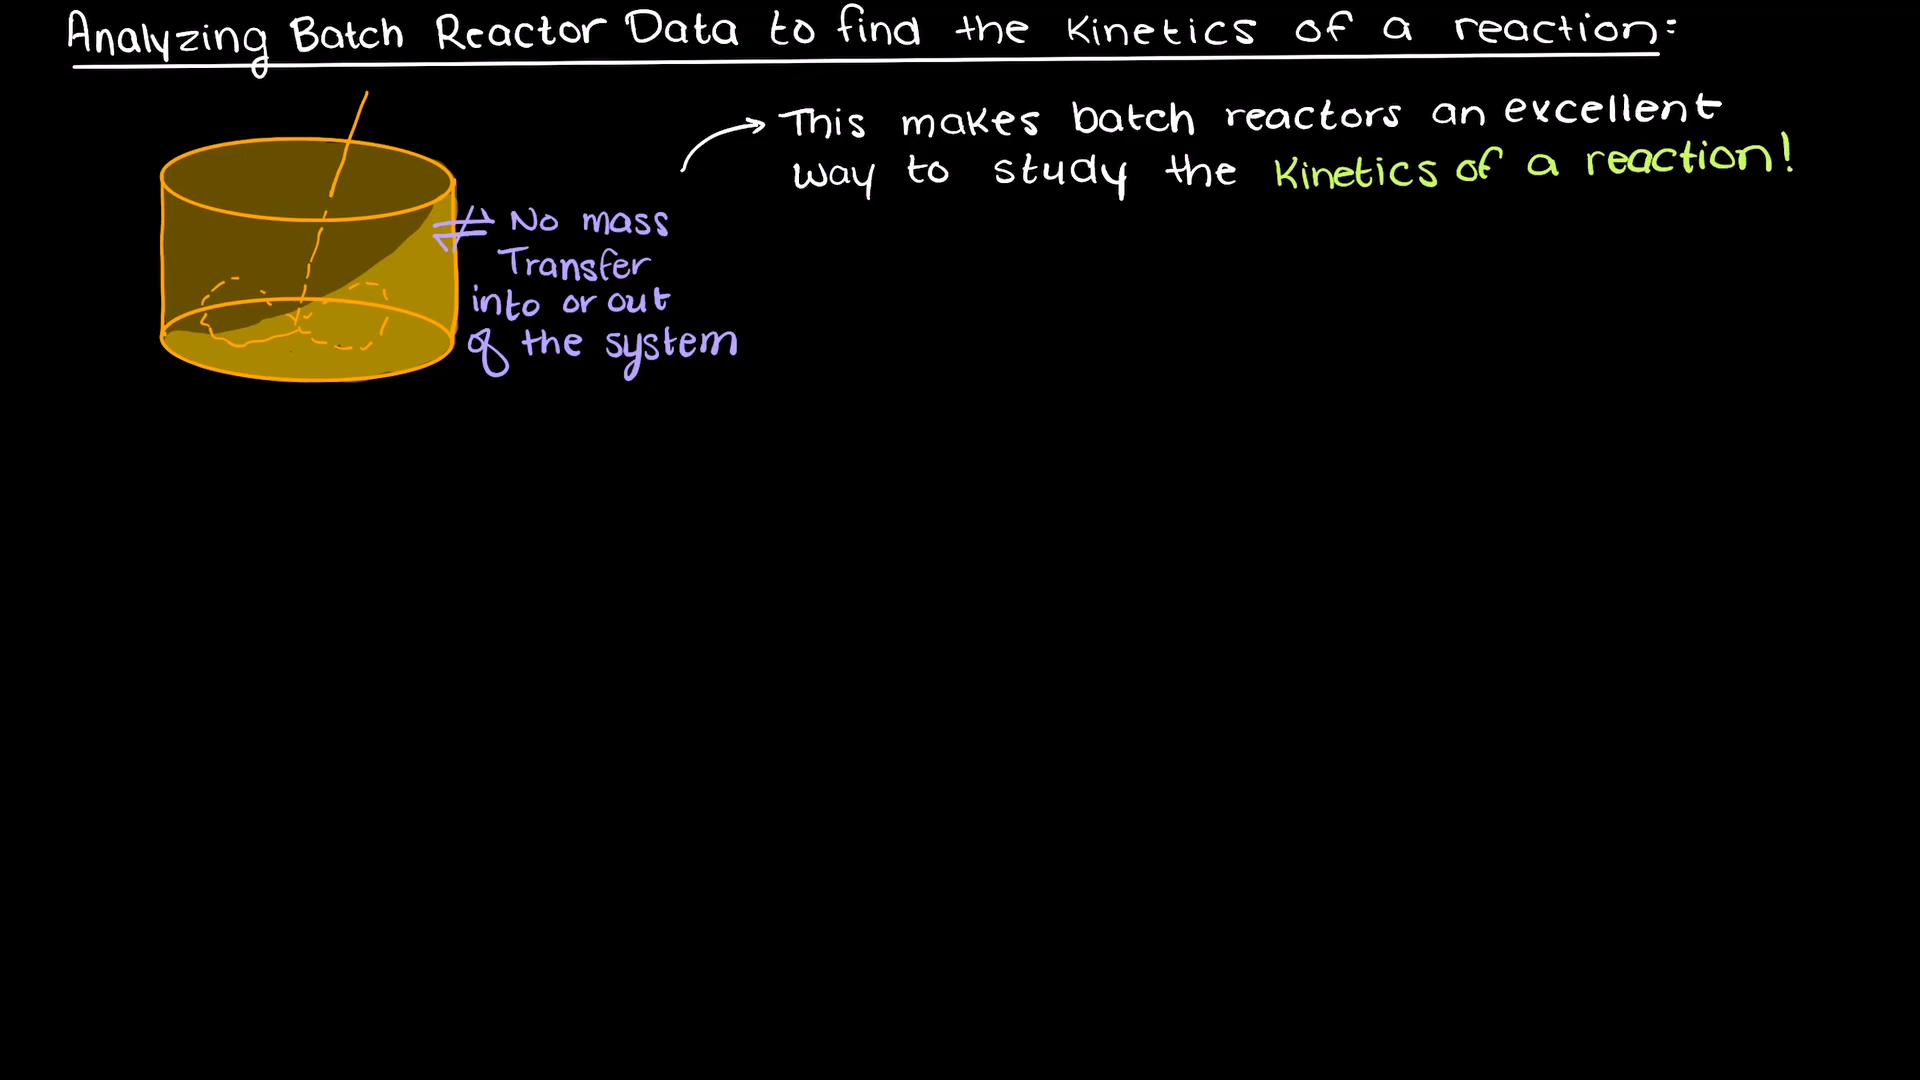 Analyzing Batch Reactor Data to find the Kinetics of a reaction:
This makes batch reactors an excellent
way to study the Kinetics of a reaction!
No mass
Transfer
into or out
of the system